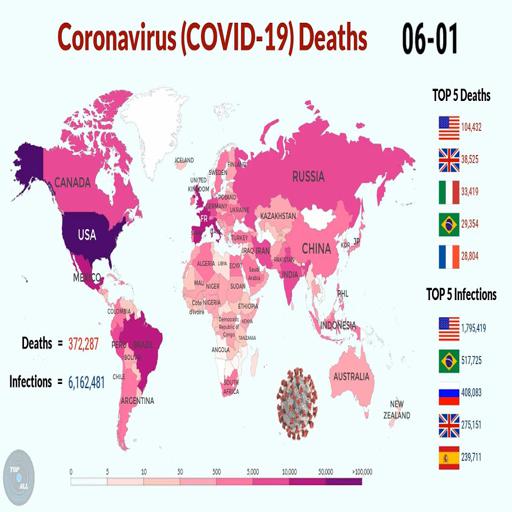 Coronavirus (COVID-19) Deaths
06-01
TOP 5 Deaths
104,432
38,525
33,419
29,354
28,804
TOP 5 Infections
1,795,419
517,725
408,083
275,151
239,711
ICELAND
FINLAND
SWEDEN
UNITED
KINGDOM
POLAND
GERMANY
UKRAINE
FR
RUSSIA
CANADA
USA
MEXICO
KAZAKHSTAN
TURKEY
IRAQ
IRAN
PAKISTAN
CHINA
KOR
JP
ALGERIA
LIBYA
EGYPT
Saudi
Arabia
INDIA
MALI
NIGER
SUDAN
PHL
Cote
d'Ivoire
NIGERIA
ETHIOPIA
COLOMBIA
Democratic
Republic of
Congo
KENYA
TANZANIA
INDONESIA
PERU
BRAZIL
BOLIVIA
ANGOLA
CHILE
SOUTH
AFRICA
AUSTRALIA
ARGENTINA
NEW
ZEALAND
Deaths = 372,287
Infections = 6,162,481
0
5
10
30
300
5,000
10,000
50,000
>100,000
TOP
ALL